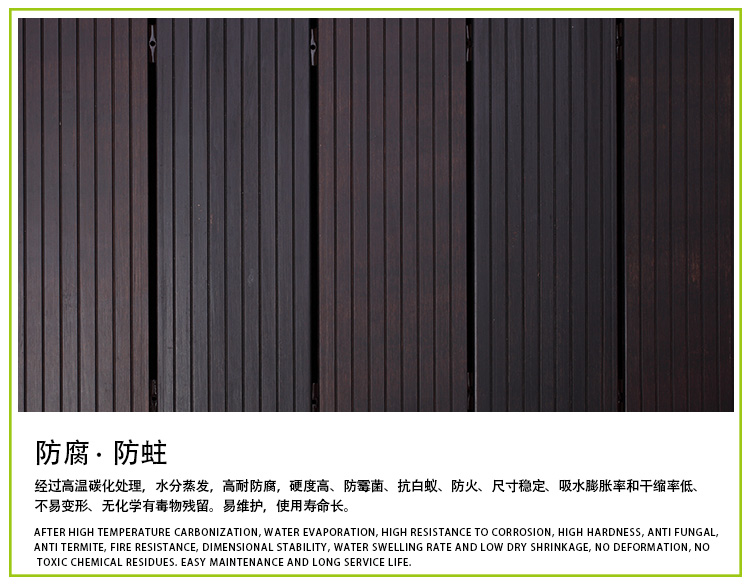 防腐· 防蛀
经过高温碳化处理，水分蒸发，高耐防腐，硬度高、防霉菌、抗白蚁、防火、尺寸稳定、吸水膨胀率和干缩率低、
不易变形、无化学有毒物残留。易维护，使用寿命长。
AFTER HIGH TEMPERATURE CARBONIZATION, WATER EVAPORATION, HIGH RESISTANCE TO CORROSION, HIGH HARDNESS, ANTI FUNGAL,
ANTI TERMITE, FIRE RESISTANCE, DIMENSIONAL STABILITY, WATER SWELLING RATE AND LOW DRY SHRINKAGE, NO DEFORMATION, NO
TOXIC CHEMICAL RESIDUES. EASY MAINTENANCE AND LONG SERVICE LIFE.